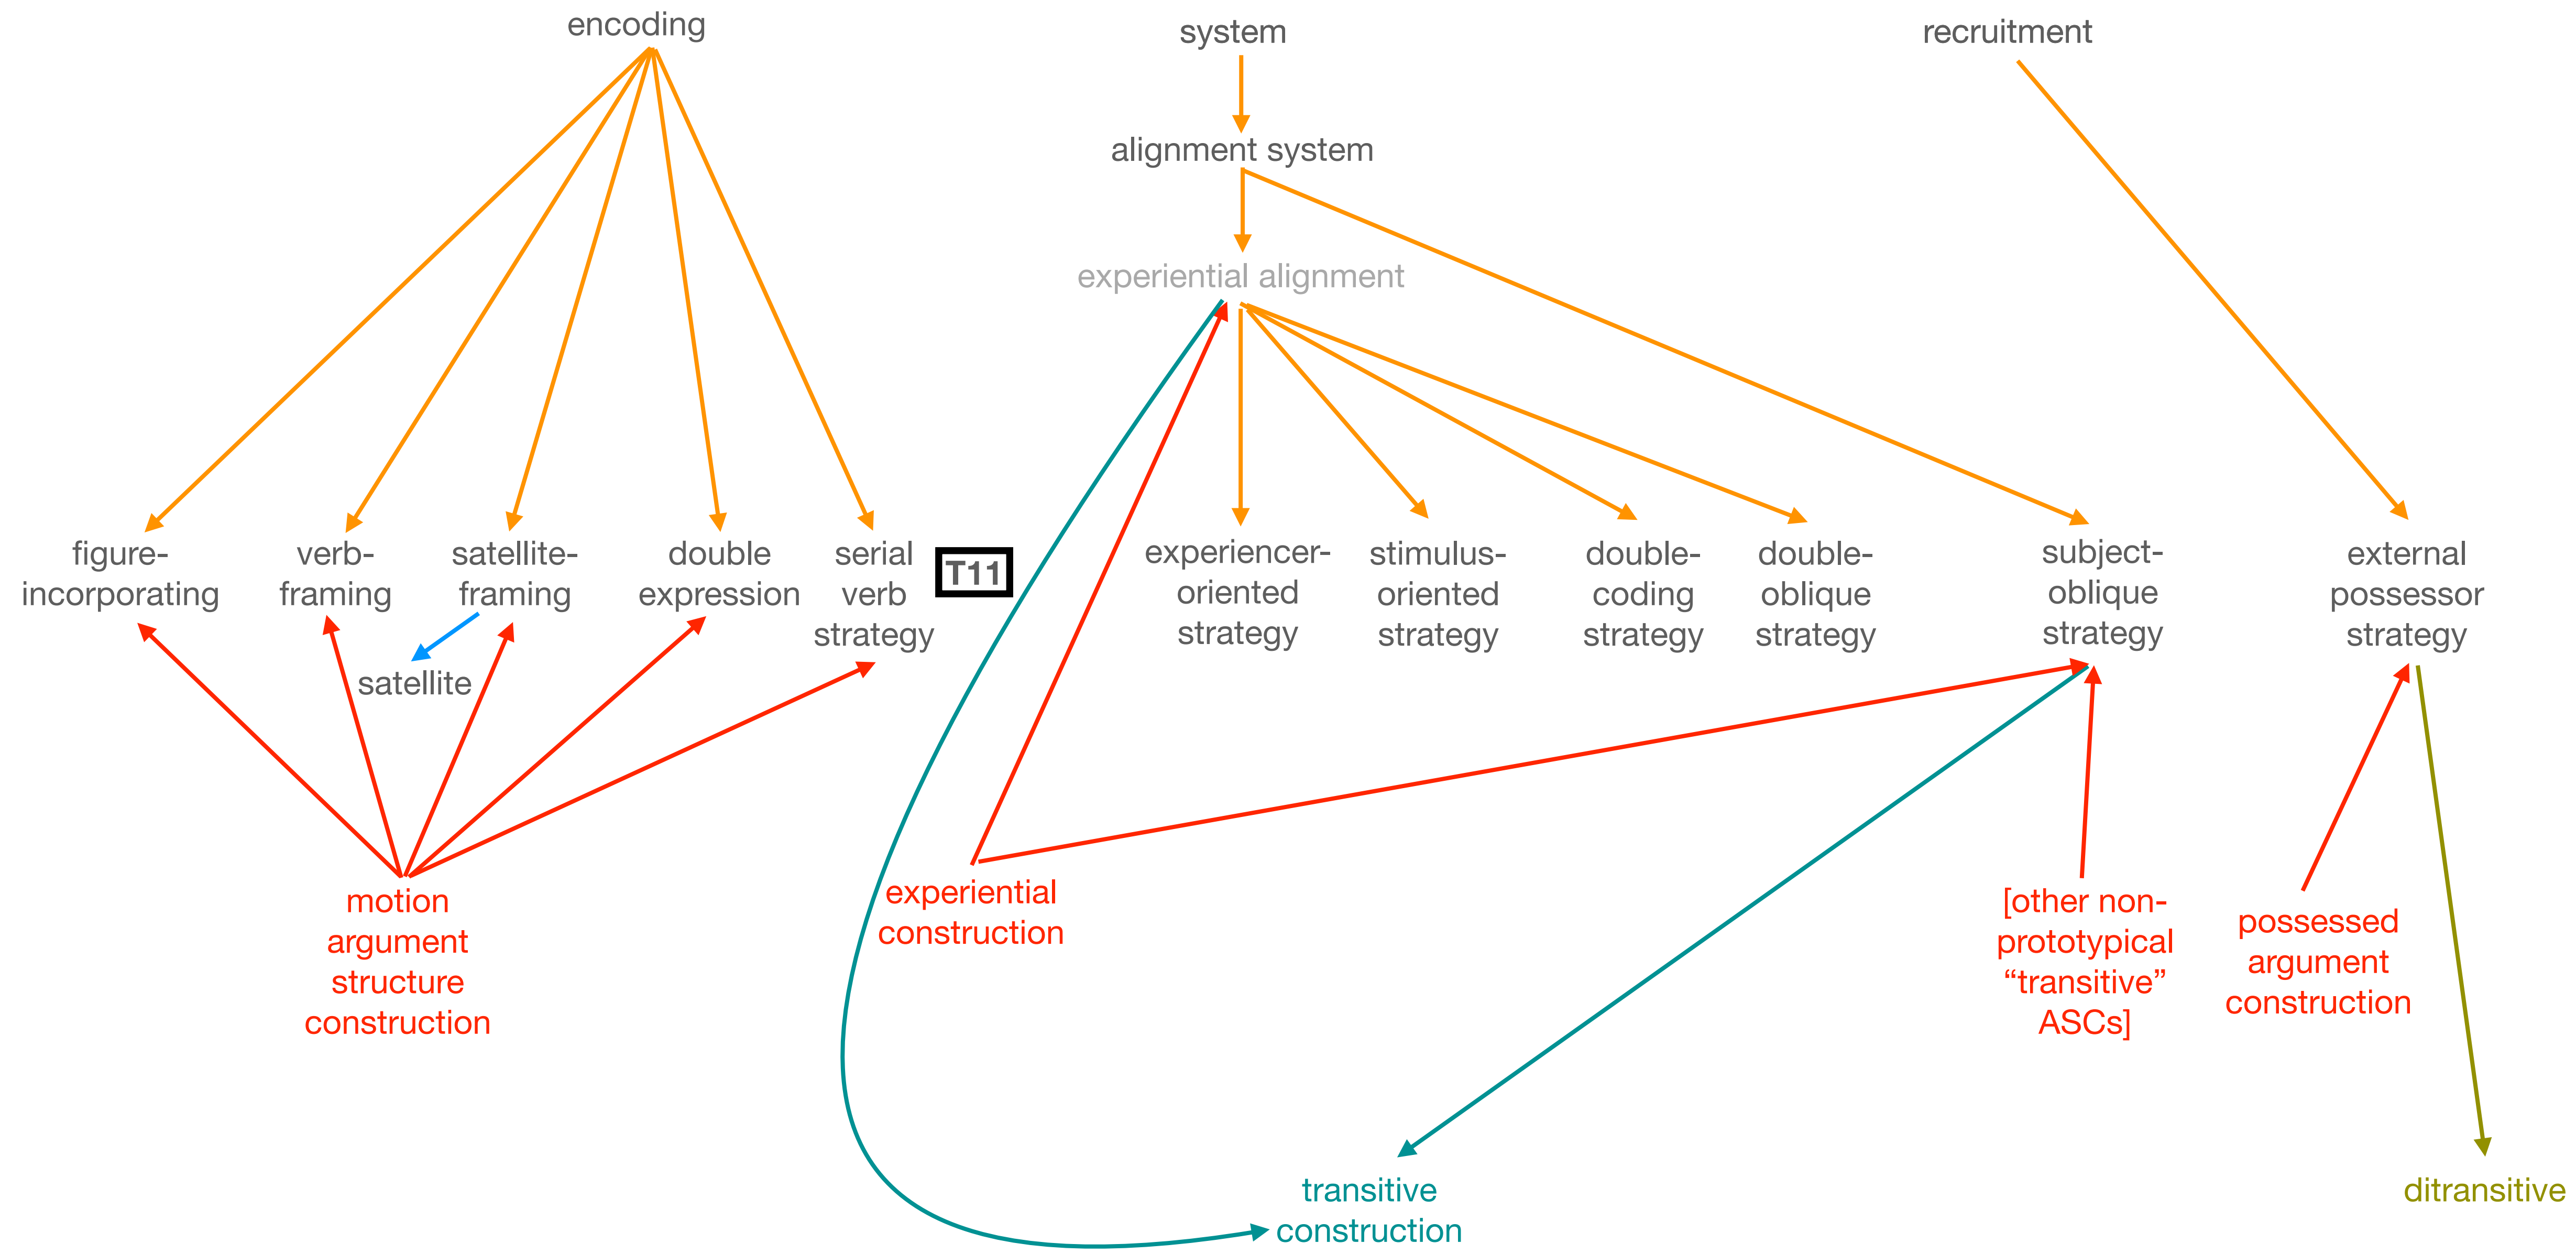 encoding
system
recruitment
alignment system
experiential alignment
figure-
incorporating
verb-
framing
satellite-
framing
double
expression
serial
verb
strategy
T11
experiencer-
oriented
strategy
stimulus-
oriented
strategy
double-
coding
strategy
double-
oblique
strategy
subject-
oblique
strategy
external
possessor
strategy
satellite
motion
argument
structure
construction
experiential
construction
[other non-
prototypical
“transitive”
ASCs]
possessed
argument
construction
transitive
construction
ditransitive